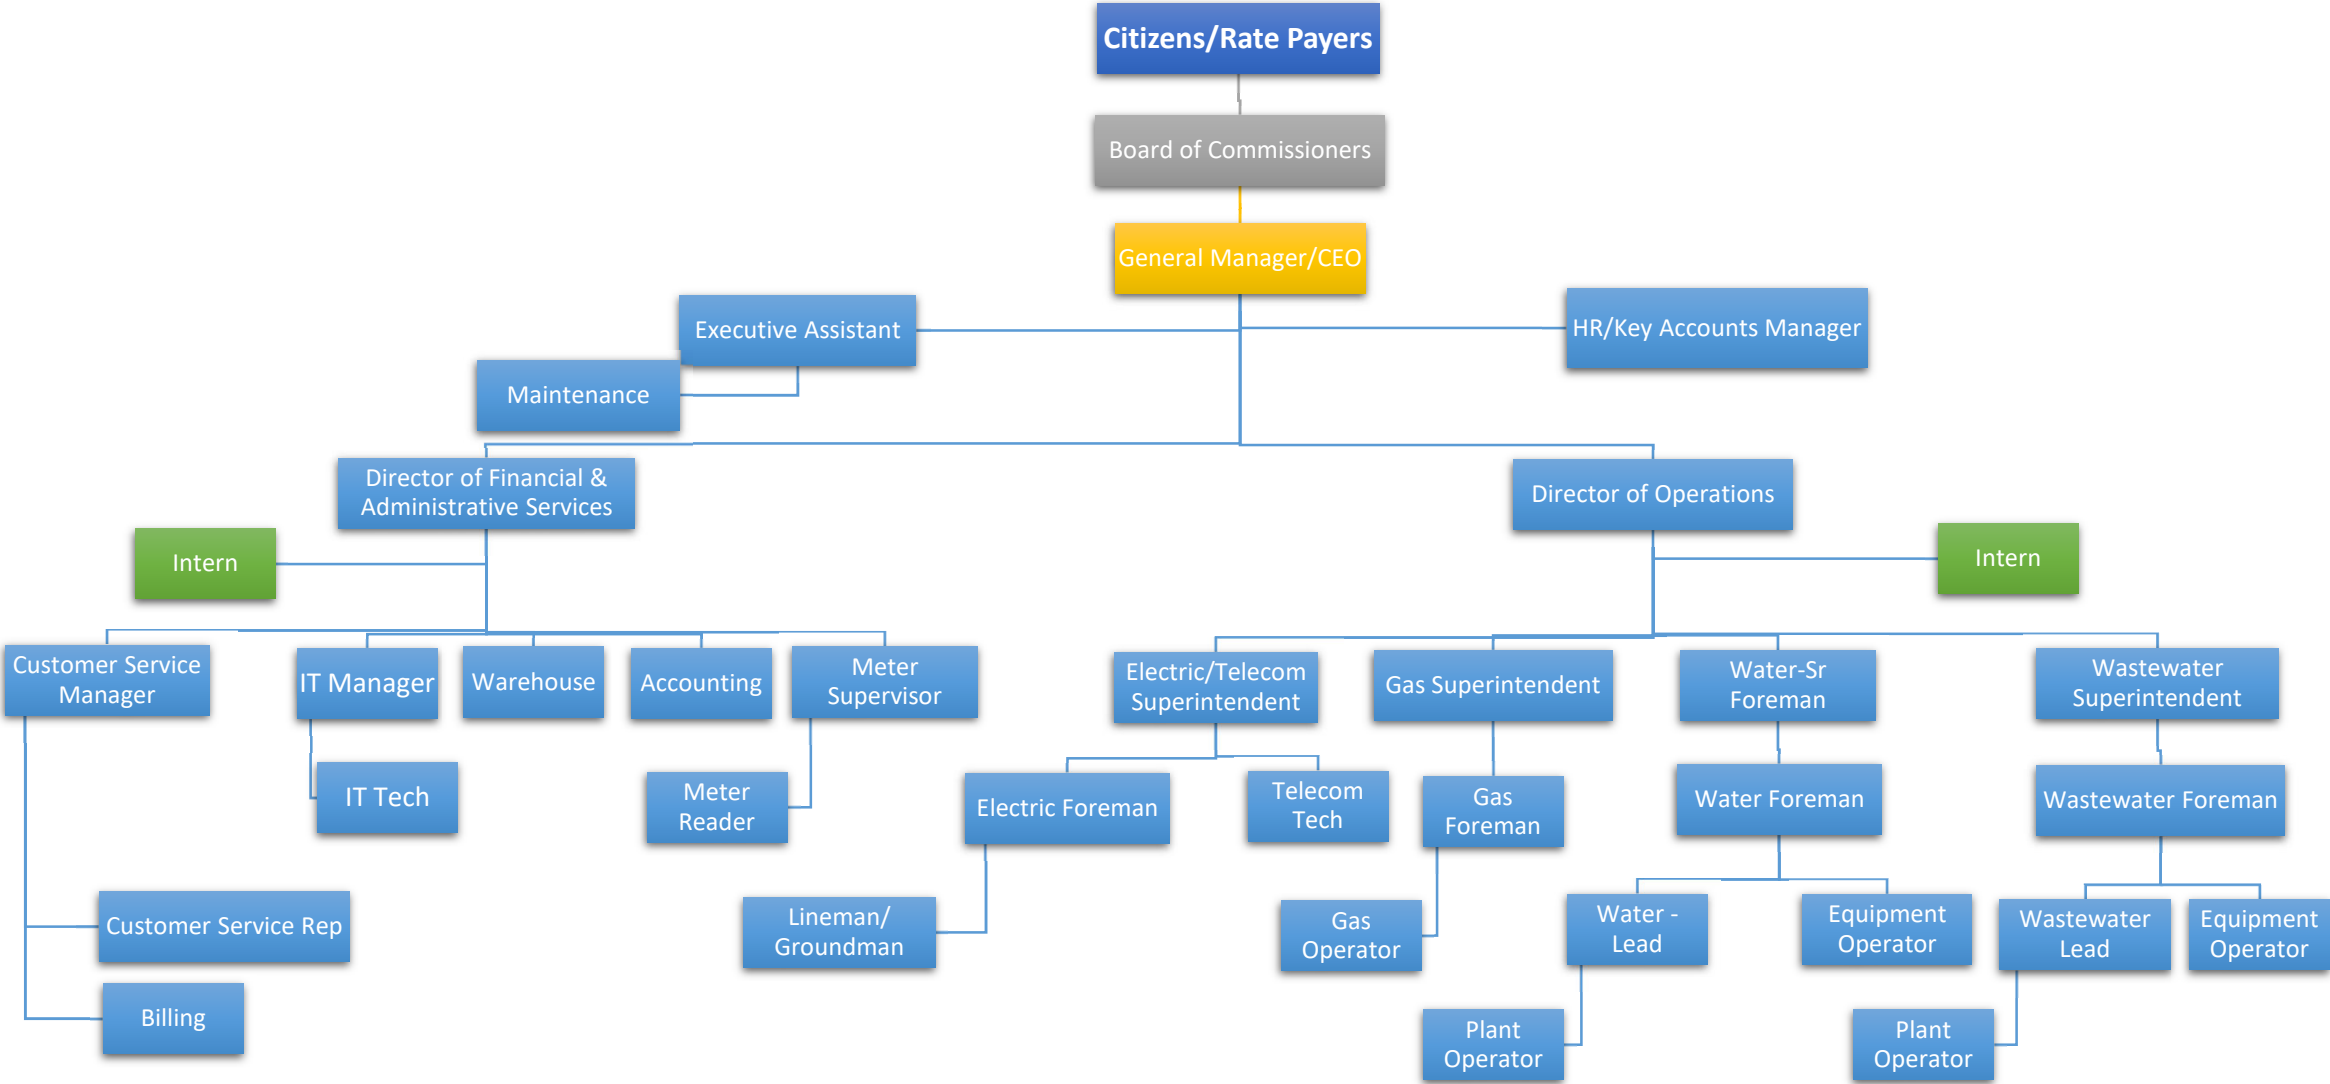 Citizens/Rate Payers
Board of Commissioners
General Manager/CEO
Executive Assistant
HR/Key Accounts Manager
Maintenance
Director of Financial &
Administrative Services
Director of Operations
Intern
Intern
Customer Service
Manager
IT Manager
Warehouse
Accounting
Meter
Supervisor
Electric/Telecom
Superintendent
Gas Superintendent
Water-Sr
Foreman
Wastewater
Superintendent
IT Tech
Meter
Reader
Electric Foreman
Telecom
Tech
Gas
Foreman
Water Foreman
Wastewater Foreman
Customer Service Rep
Lineman/
Groundman
Gas
Operator
Water -
Lead
Equipment
Operator
Wastewater
Lead
Equipment
Operator
Billing
Plant
Operator
Plant
Operator